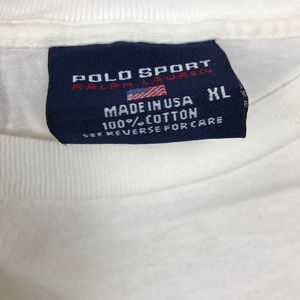 POLO SPORT
RALPH LAUREN
MADE IN USA XL
100% COTTON
SEE REVERSE FOR CARE